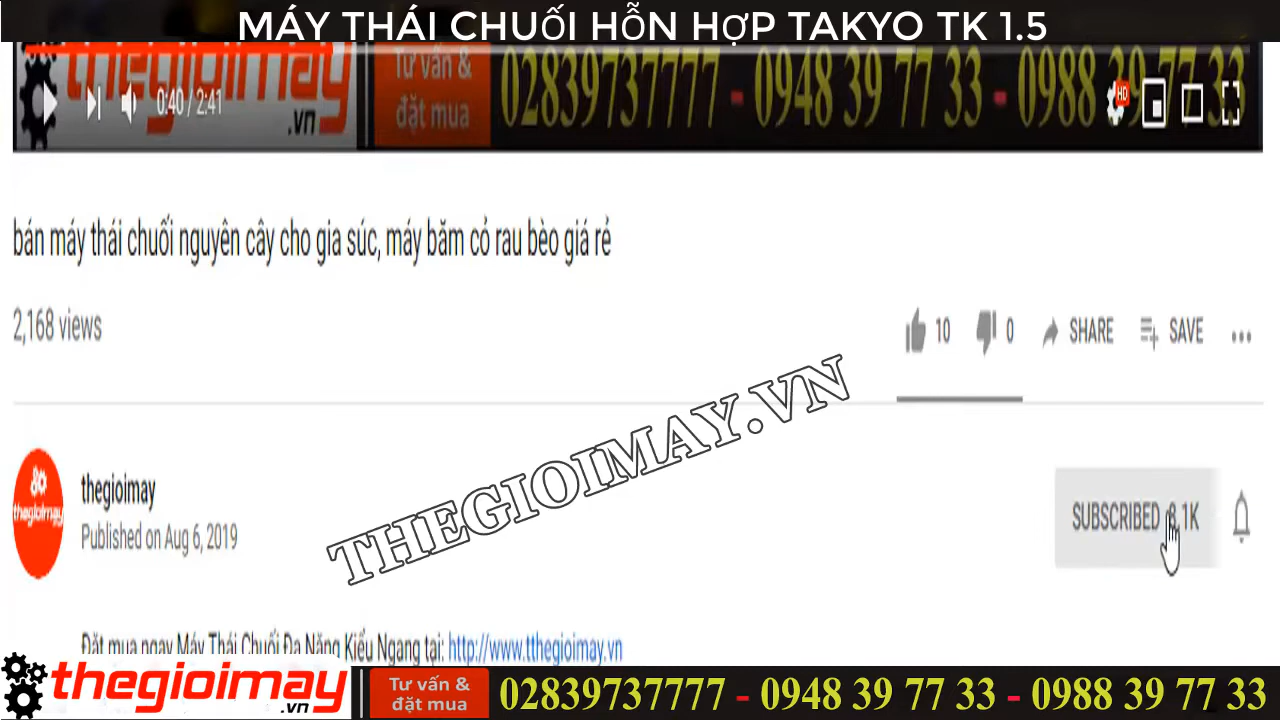 MÁY THÁI CHUỐI HỖN HỢP TAKYO TK 1.5
thegioimay
.vn
Tư vấn &
đặt mua
02839737777 - 0948 39 77 33 - 0988 39 77 33
0:40 / 2:41
HD
bán máy thái chuối nguyên cây cho gia súc, máy băm cỏ rau bèo giá rẻ
2,168 views
10
0
SHARE
SAVE
THEGIOIMAY.VN
thegioimay
thegioimay
Published on Aug 6, 2019
SUBSCRIBED
Đặt mua ngay Máy Thái Chuối Đa Năng Kiểu Ngang tại: http://www.tthegioimay.vn
thegioimay
.vn
Tư vấn &
đặt mua
02839737777 - 0948 39 77 33 - 0988 39 77 33